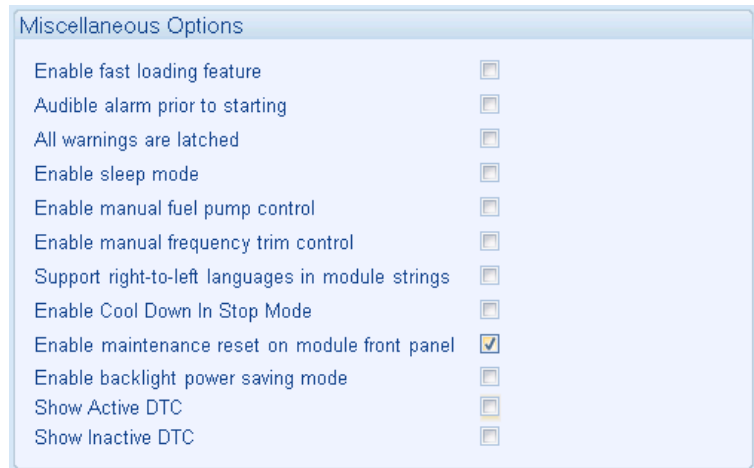 Miscellaneous Options
Enable fast loading feature
Audible alarm prior to starting
All warnings are latched
Enable sleep mode
Enable manual fuel pump control
Enable manual frequency trim control
Support right-to-left languages in module strings
Enable Cool Down In Stop Mode
Enable maintenance reset on module front panel
Enable backlight power saving mode
Show Active DTC
Show Inactive DTC